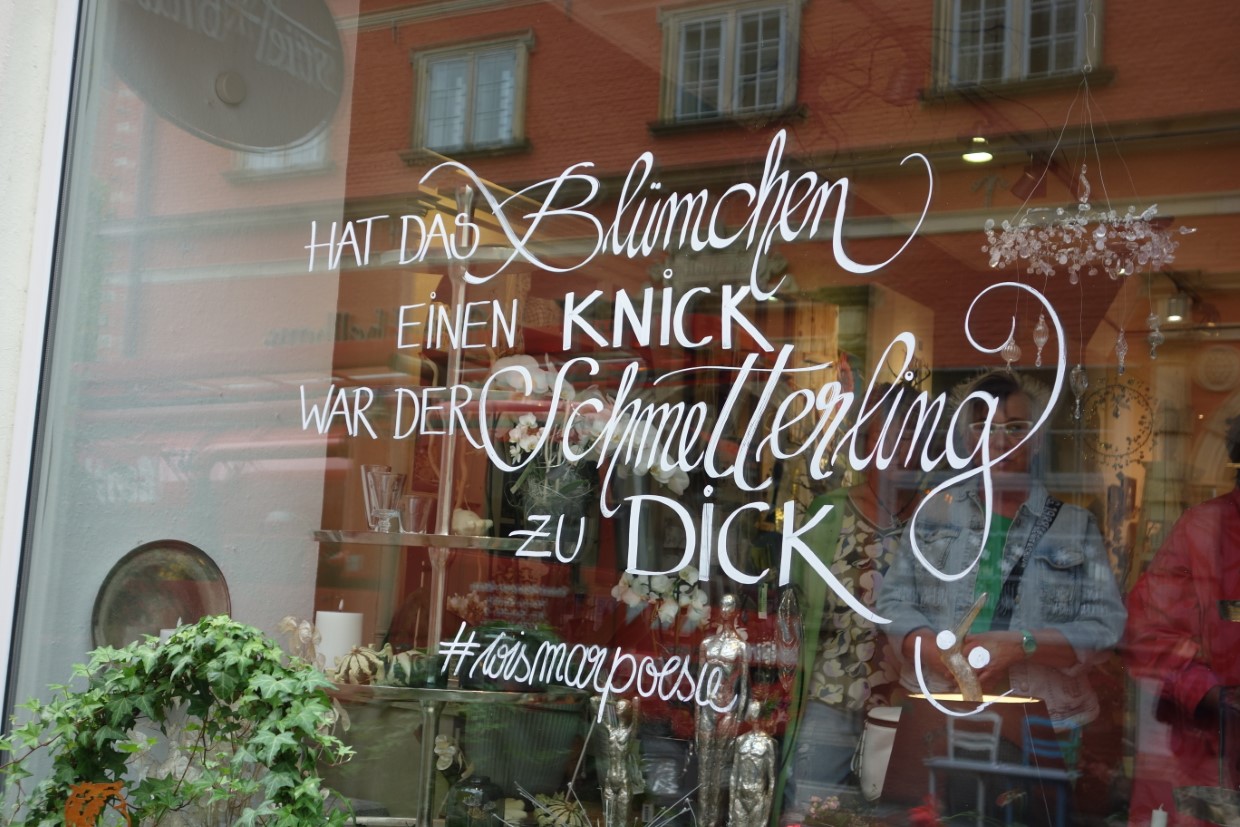 HAT DAS Blümchen
EINEN KNICK
WAR DER Schmetterling
ZU DICK
#wismarpoesie